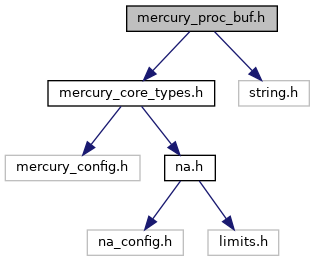 mercury_proc_buf.h
mercury_core_types.h
string.h
mercury_config.h
na.h
na_config.h
limits.h